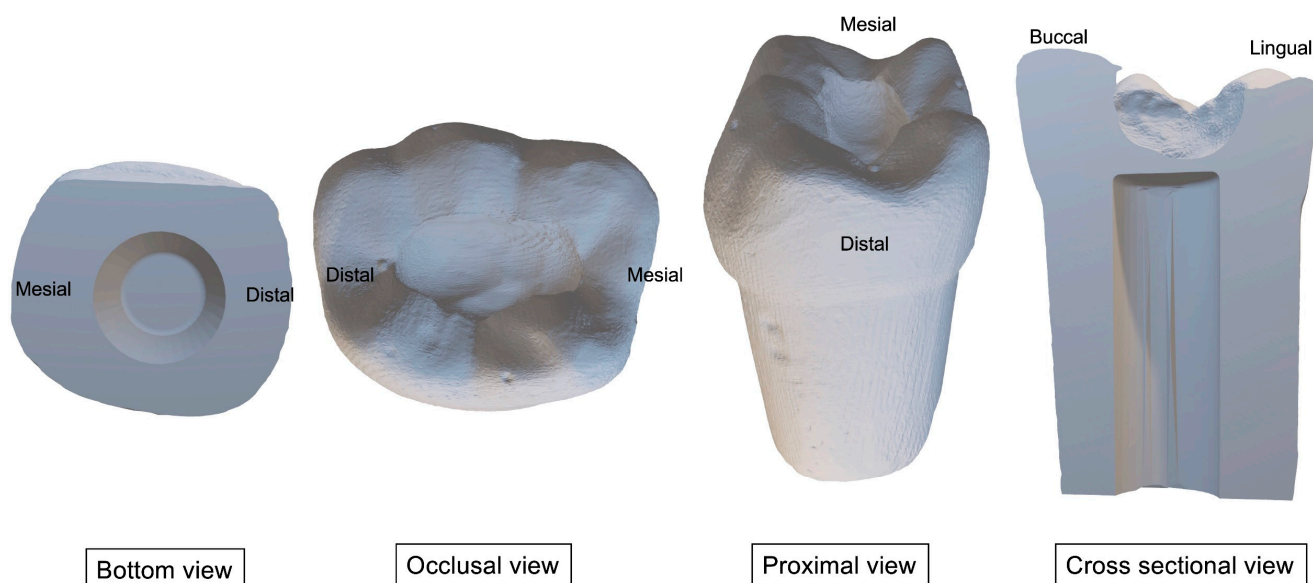 Mesial
Distal
Bottom view
Distal
Mesial
Occlusal view
Mesial
Distal
Proximal view
Buccal
Lingual
Cross sectional view